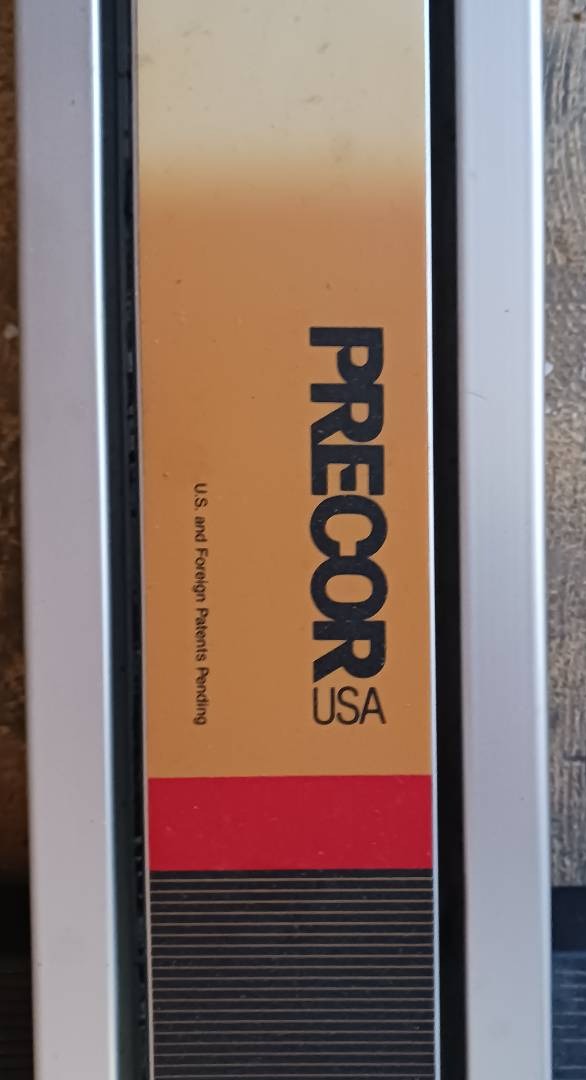 PRECOR
USA
U.S. and Foreign Patents Pending